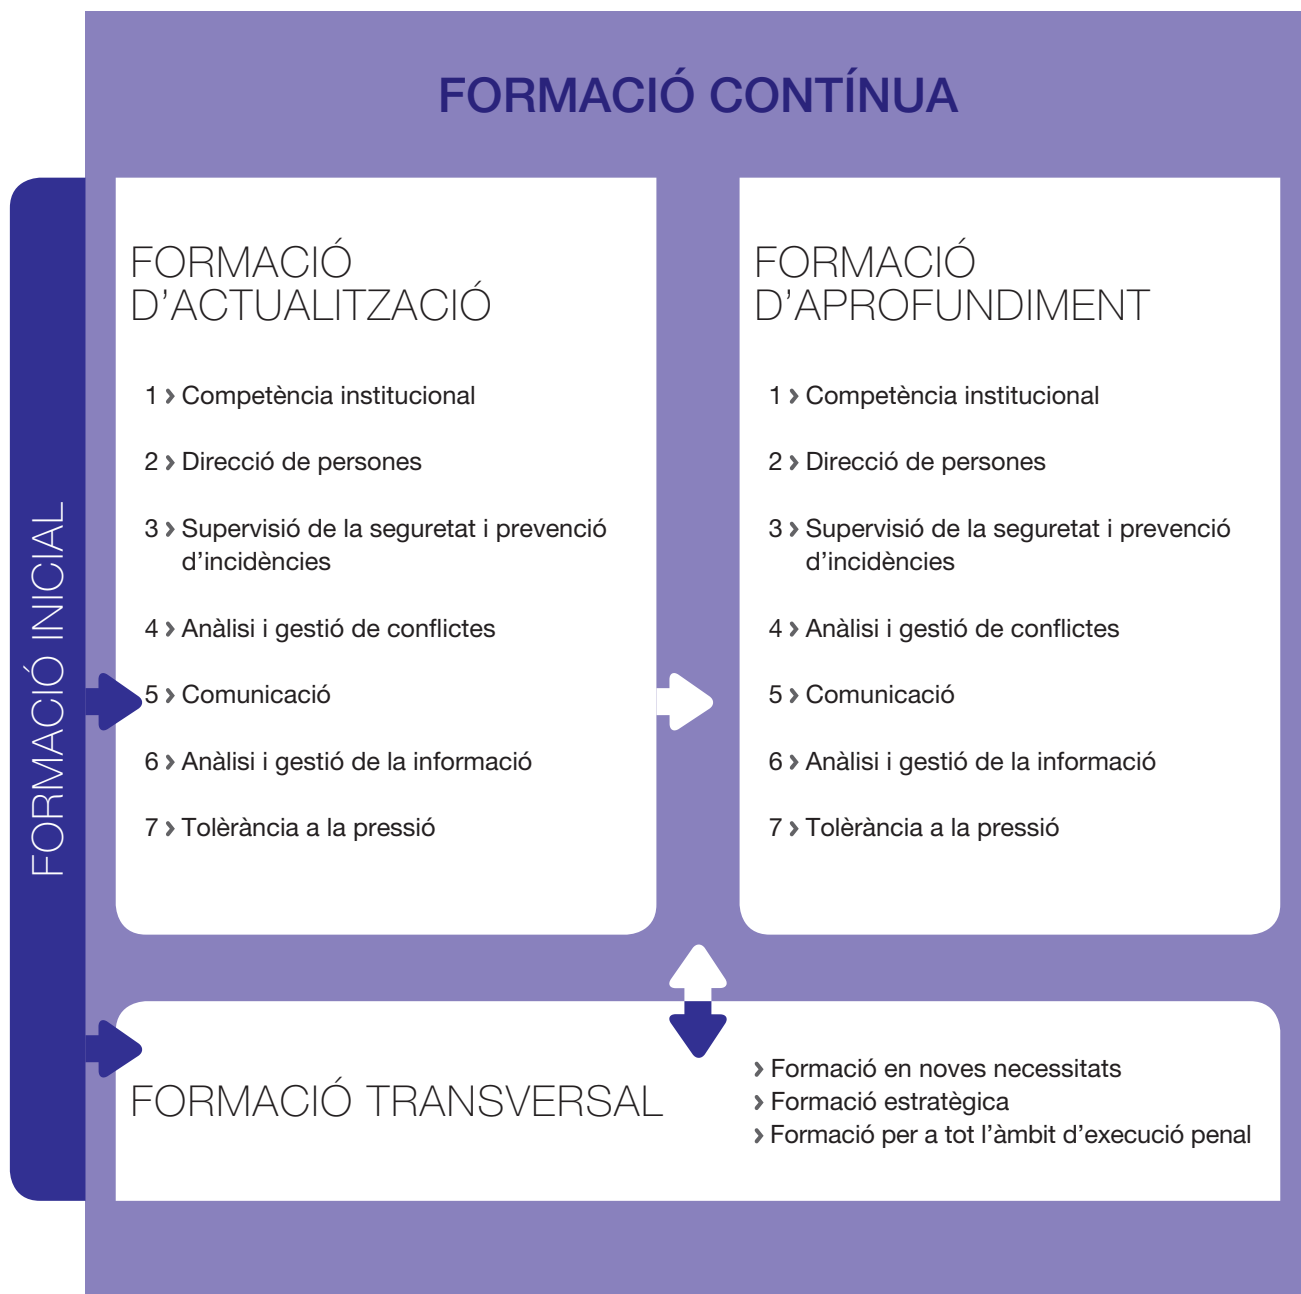 FORMACIÓ CONTÍNUA
FORMACIÓ INICIAL
FORMACIÓ
D’ACTUALITZACIÓ
1 › Competència institucional
2 › Direcció de persones
3 › Supervisió de la seguretat i prevenció
d’incidències
4 › Anàlisi i gestió de conflictes
5 › Comunicació
6 › Anàlisi i gestió de la informació
7 › Tolèrància a la pressió
FORMACIÓ
D’APROFUNDIMENT
1 › Competència institucional
2 › Direcció de persones
3 › Supervisió de la seguretat i prevenció
d’incidències
4 › Anàlisi i gestió de conflictes
5 › Comunicació
6 › Anàlisi i gestió de la informació
7 › Tolèrància a la pressió
FORMACIÓ TRANSVERSAL
› Formació en noves necessitats
› Formació estratègica
› Formació per a tot l’àmbit d’execució penal